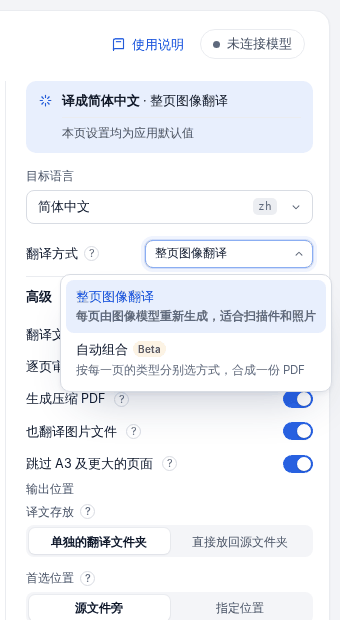 使用说明
未连接模型
译成简体中文 · 整页图像翻译
本页设置均为应用默认值
目标语言
简体中文 zh
翻译方式 ? 整页图像翻译
整页图像翻译
每页由图像模型重新生成，适合扫描件和照片
自动组合 Beta
按每一页的类型分别选方式，合成一份 PDF
高级
翻译文
逐页审
生成压缩 PDF ?
也翻译图片文件 ?
跳过 A3 及更大的页面 ?
输出位置
译文存放 ?
单独的翻译文件夹 直接放回源文件夹
首选位置 ?
源文件旁 指定位置